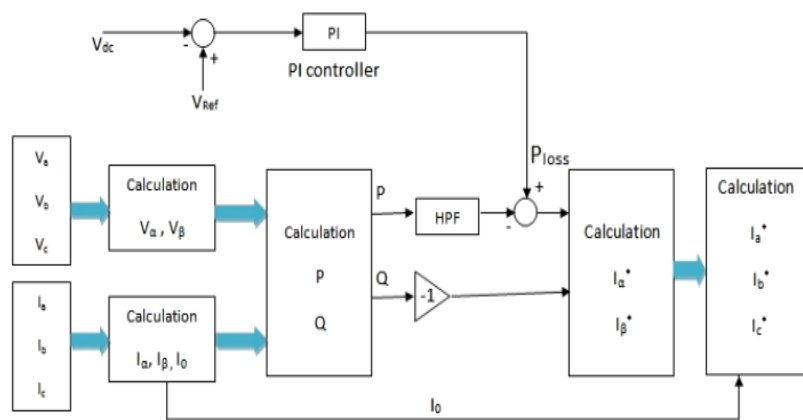 V_dc
-
+
PI
PI controller
V_Ref
V_a
V_b
V_c
Calculation
V_α , V_β
I_a
I_b
I_c
Calculation
I_α, I_β, I_0
Calculation
P
Q
P
HPF
Q
-1
P_loss
+
-
Calculation
I_α*
I_β*
Calculation
I_a*
I_b*
I_c*
I_0